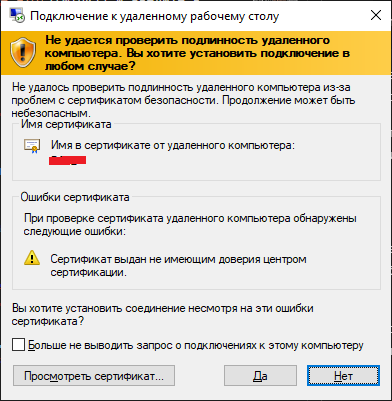 Подключение к удаленному рабочему столу
Не удается проверить подлинность удаленного
компьютера. Вы хотите установить подключение в
любом случае?
Не удалось проверить подлинность удаленного компьютера из-за
проблем с сертификатом безопасности. Продолжение может быть
небезопасным.
Имя сертификата
Имя в сертификате от удаленного компьютера:
Ошибки сертификата
При проверке сертификата удаленного компьютера обнаружены
следующие ошибки:
Сертификат выдан не имеющим доверия центром
сертификации.
Вы хотите установить соединение несмотря на эти ошибки
сертификата?
Больше не выводить запрос о подключениях к этому компьютеру
Просмотреть сертификат...
Да
Нет